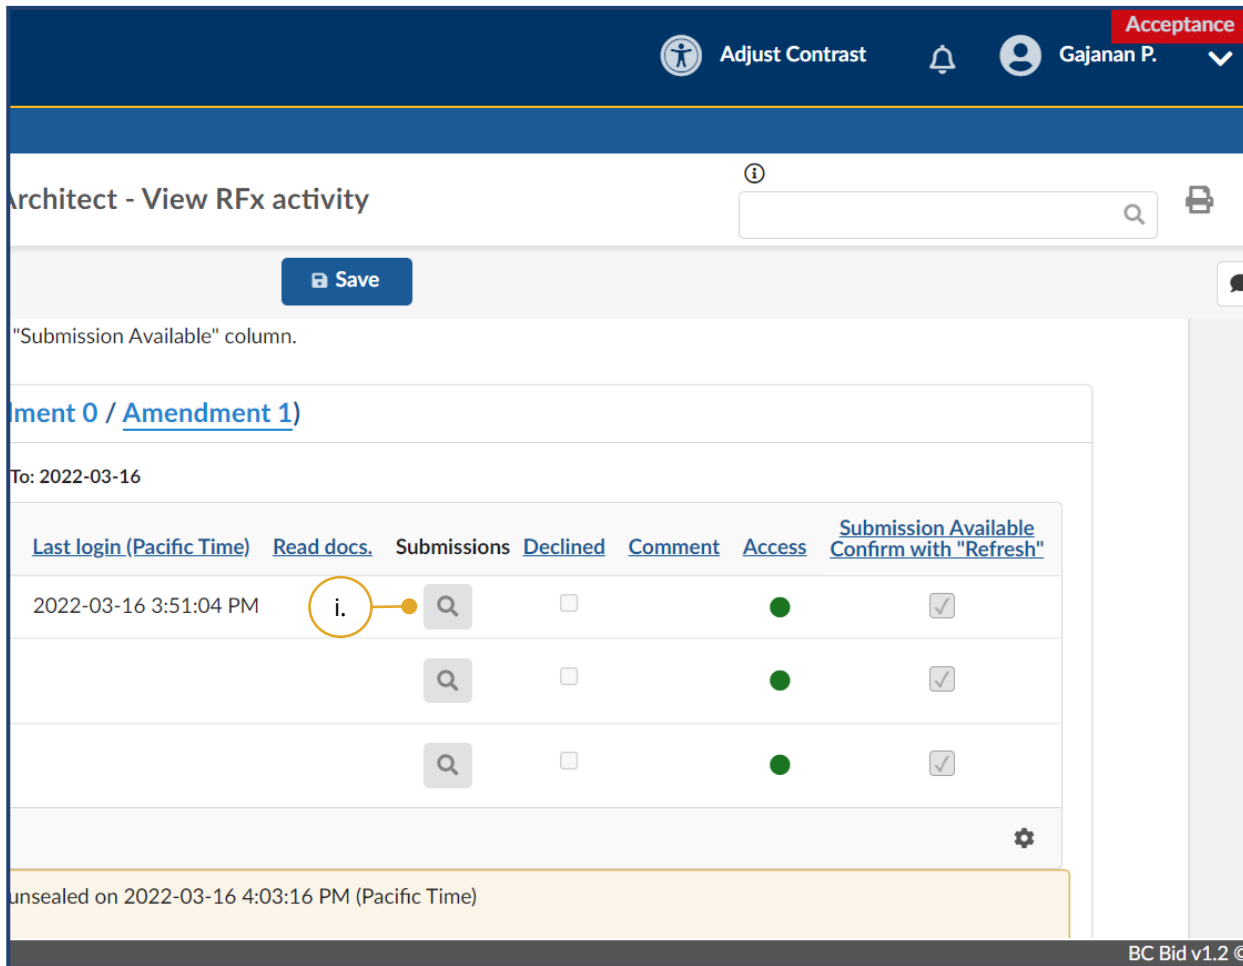 Acceptance
Adjust Contrast
Gajanan P.
Architect - View RFx activity
Save
"Submission Available" column.
ment 0 / Amendment 1)
To: 2022-03-16
Last login (Pacific Time) Read docs. Submissions Declined Comment Access Submission Available
Confirm with "Refresh"
2022-03-16 3:51:04 PM i.
unsealed on 2022-03-16 4:03:16 PM (Pacific Time)
BC Bid v1.2 ©